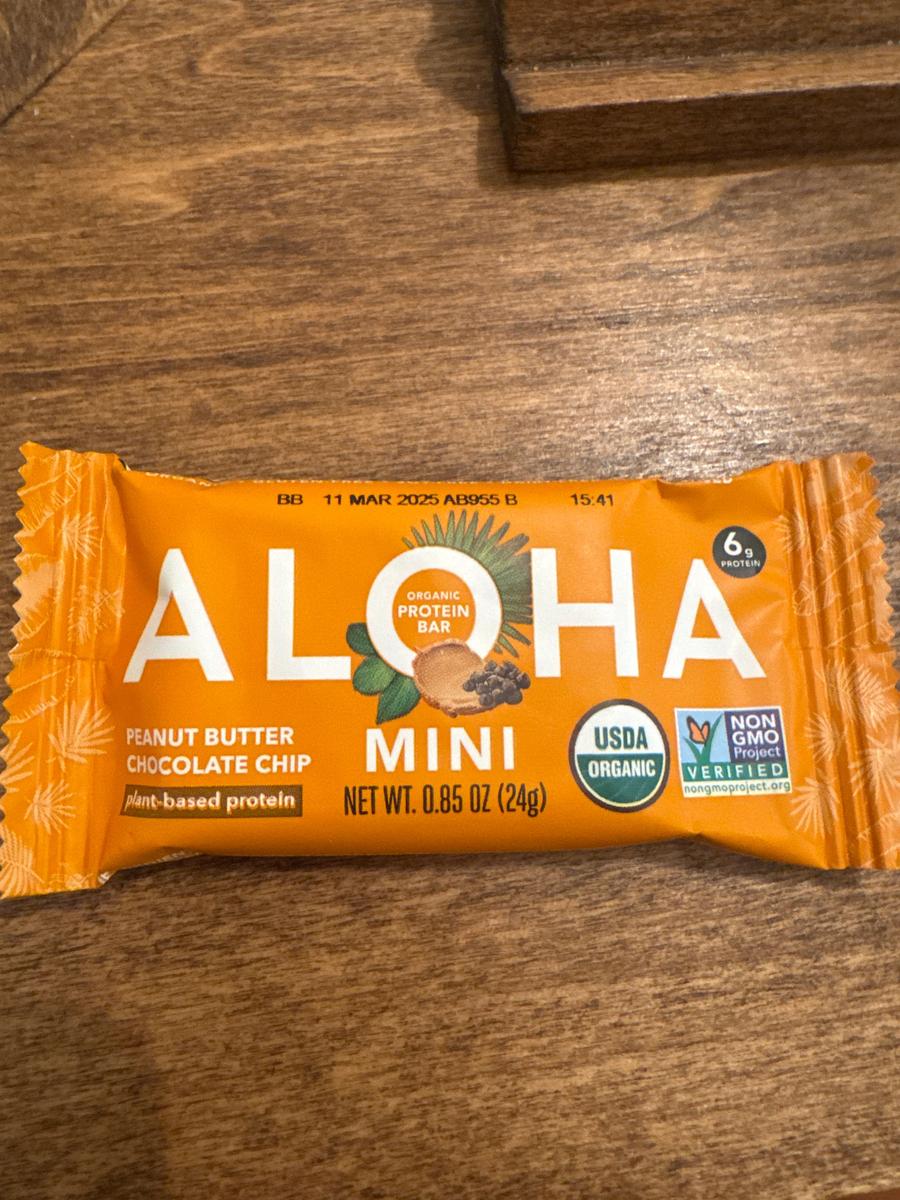 BB 11 MAR 2025 AB955 B 15:41
ALOHA
6g
PROTEIN
ORGANIC
PROTEIN
BAR
MINI
PEANUT BUTTER
CHOCOLATE CHIP
plant-based protein
NET WT. 0.85 OZ (24g)
USDA
ORGANIC
NON
GMO
Project
VERIFIED
nongmoproject.org